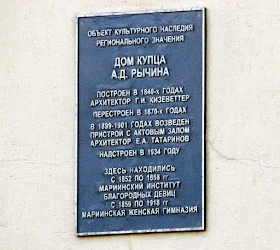 ОБЪЕКТ КУЛЬТУРНОГО НАСЛЕДИЯ
РЕГИОНАЛЬНОГО ЗНАЧЕНИЯ
ДОМ КУПЦА
А.Д. РЫЧИНА
ПОСТРОЕН В 1840-х ГОДАХ
АРХИТЕКТОР Г.И. КИЗЕВЕТТЕР
ПЕРЕСТРОЕН В 1870-х ГОДАХ
В 1899-1901 ГОДАХ ВОЗВЕДЕН
ПРИСТРОЙ С АКТОВЫМ ЗАЛОМ
АРХИТЕКТОР Е.А. ТАТАРИНОВ
НАДСТРОЕН В 1934 ГОДУ
ЗДЕСЬ НАХОДИЛИСЬ
С 1852 ПО 1858 гг.
МАРИИНСКИЙ ИНСТИТУТ
БЛАГОРОДНЫХ ДЕВИЦ
С 1859 ПО 1918 гг.
МАРИИНСКАЯ ЖЕНСКАЯ ГИМНАЗИЯ